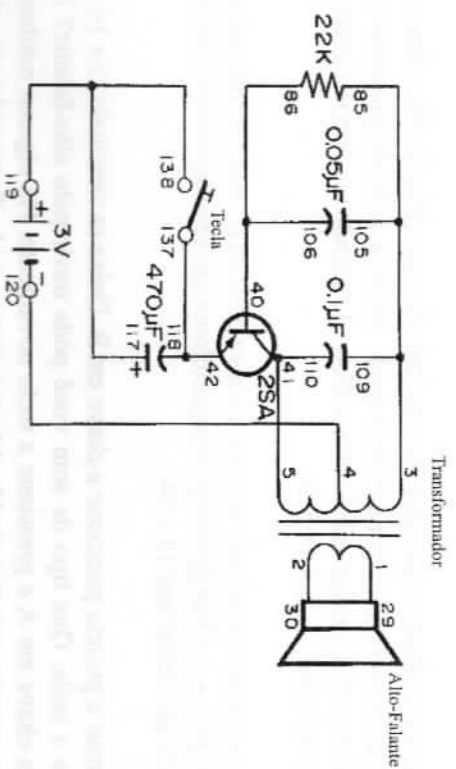 Transformador
Alto-Falante
22K
85
86
0.05µF
105
106
0.1µF
109
110
3
4
5
1
2
29
30
40
41
42
2SA
Tecla
138
137
470µF
118
117
+
3V
+
-
119
120